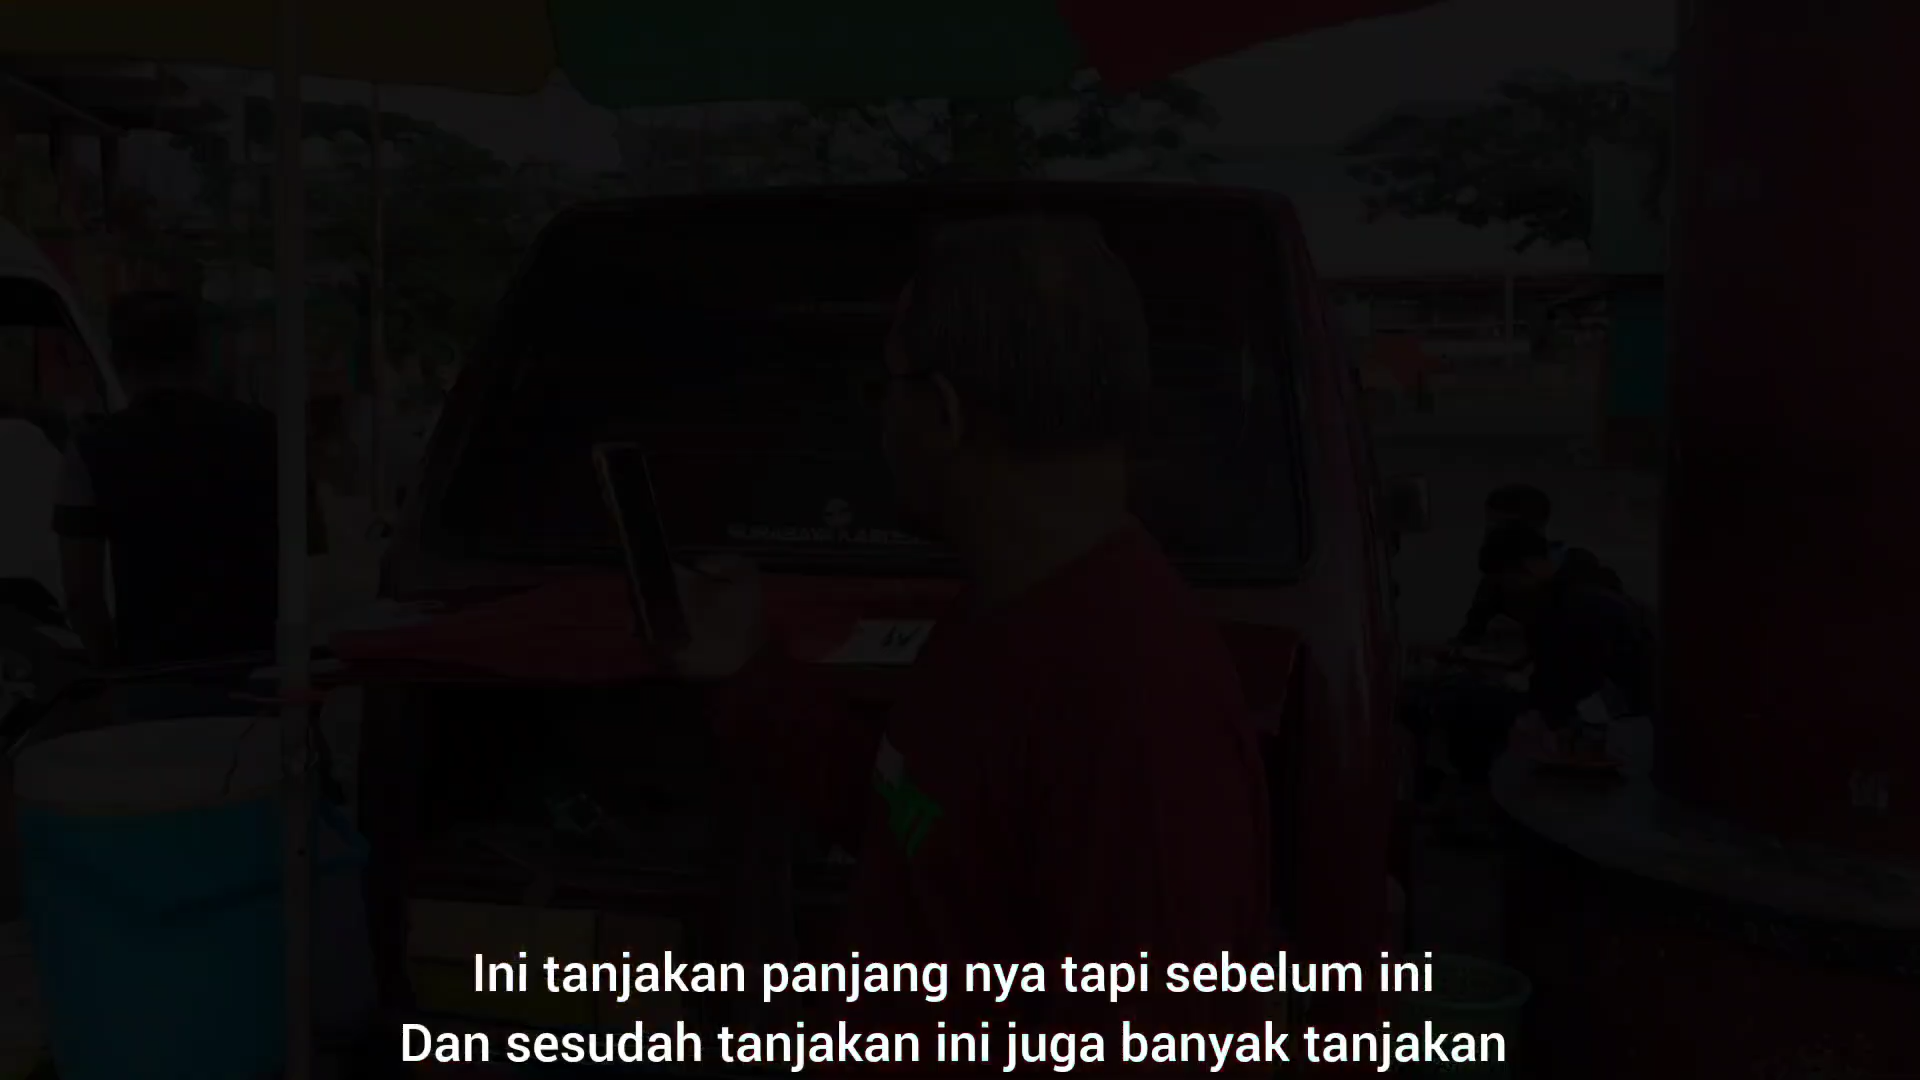 Ini tanjakan panjang nya tapi sebelum ini
Dan sesudah tanjakan ini juga banyak tanjakan